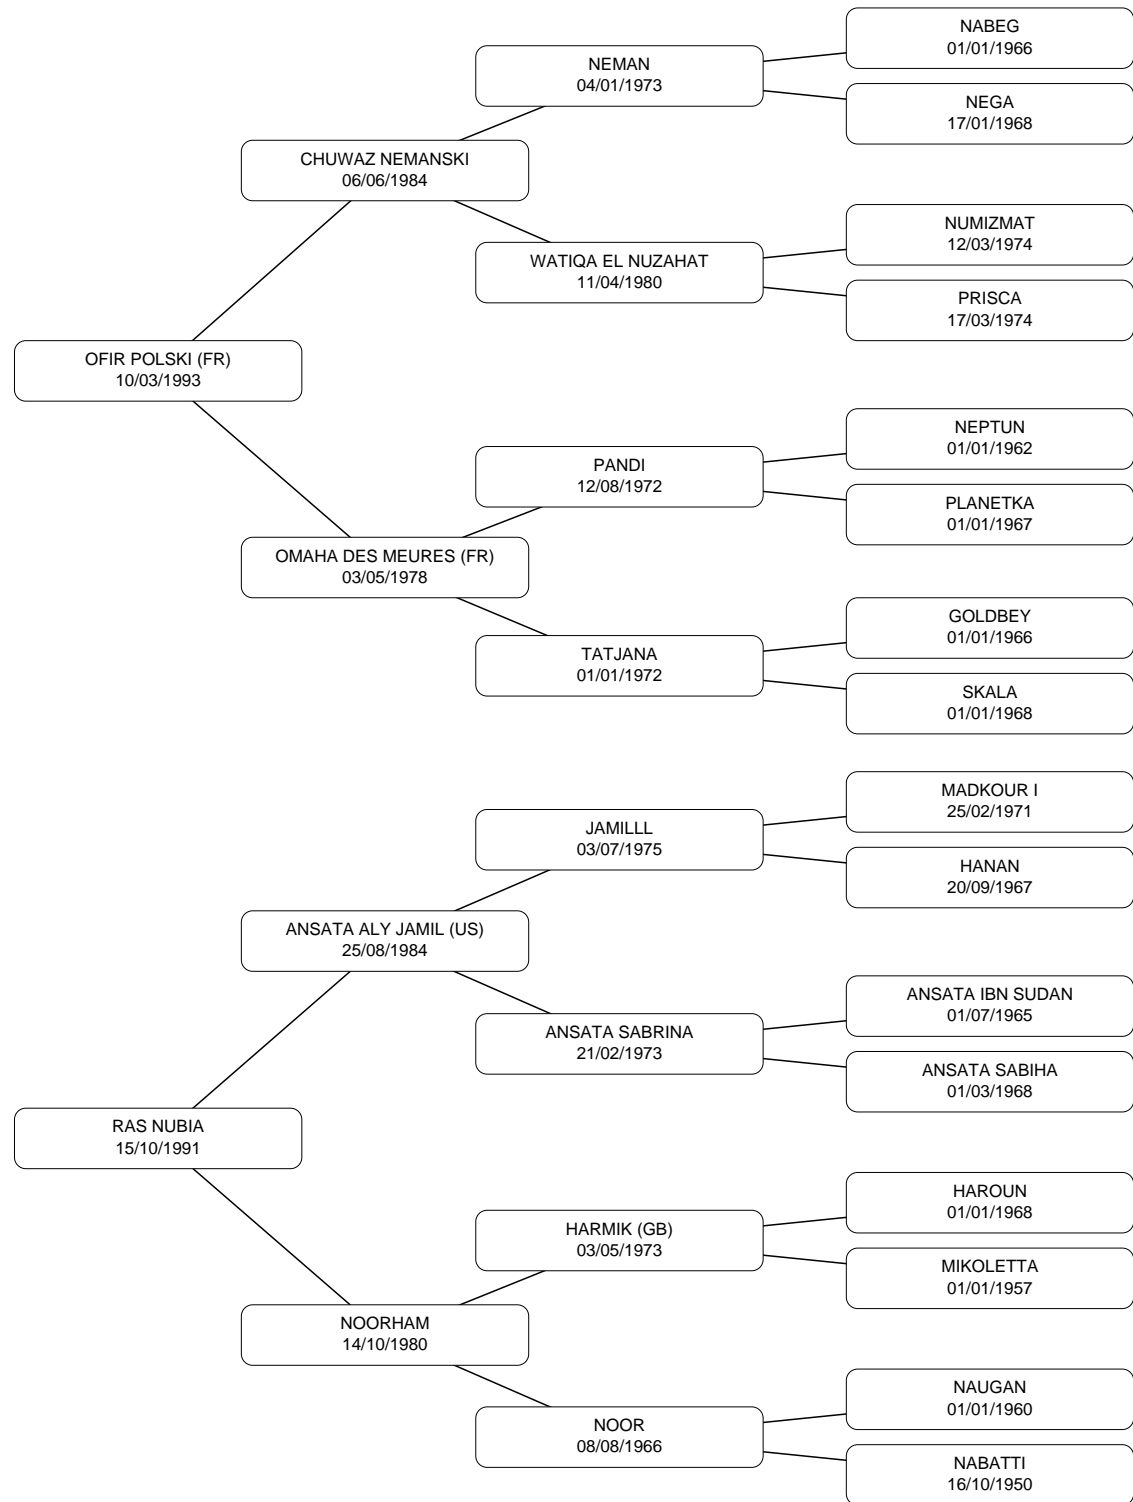 NABEG
01/01/1966
NEMAN
04/01/1973
NEGA
17/01/1968
CHUWAZ NEMANSKI
06/06/1984
NUMIZMAT
12/03/1974
WATIQA EL NUZAHAT
11/04/1980
PRISCA
17/03/1974
OFIR POLSKI (FR)
10/03/1993
NEPTUN
01/01/1962
PANDI
12/08/1972
PLANETKA
01/01/1967
OMAHA DES MEURES (FR)
03/05/1978
GOLDBEY
01/01/1966
TATJANA
01/01/1972
SKALA
01/01/1968
MADKOUR I
25/02/1971
JAMILLL
03/07/1975
HANAN
20/09/1967
ANSATA ALY JAMIL (US)
25/08/1984
ANSATA IBN SUDAN
01/07/1965
ANSATA SABRINA
21/02/1973
ANSATA SABIHA
01/03/1968
RAS NUBIA
15/10/1991
HAROUN
01/01/1968
HARMIK (GB)
03/05/1973
MIKOLETTA
01/01/1957
NOORHAM
14/10/1980
NAUGAN
01/01/1960
NOOR
08/08/1966
NABATTI
16/10/1950